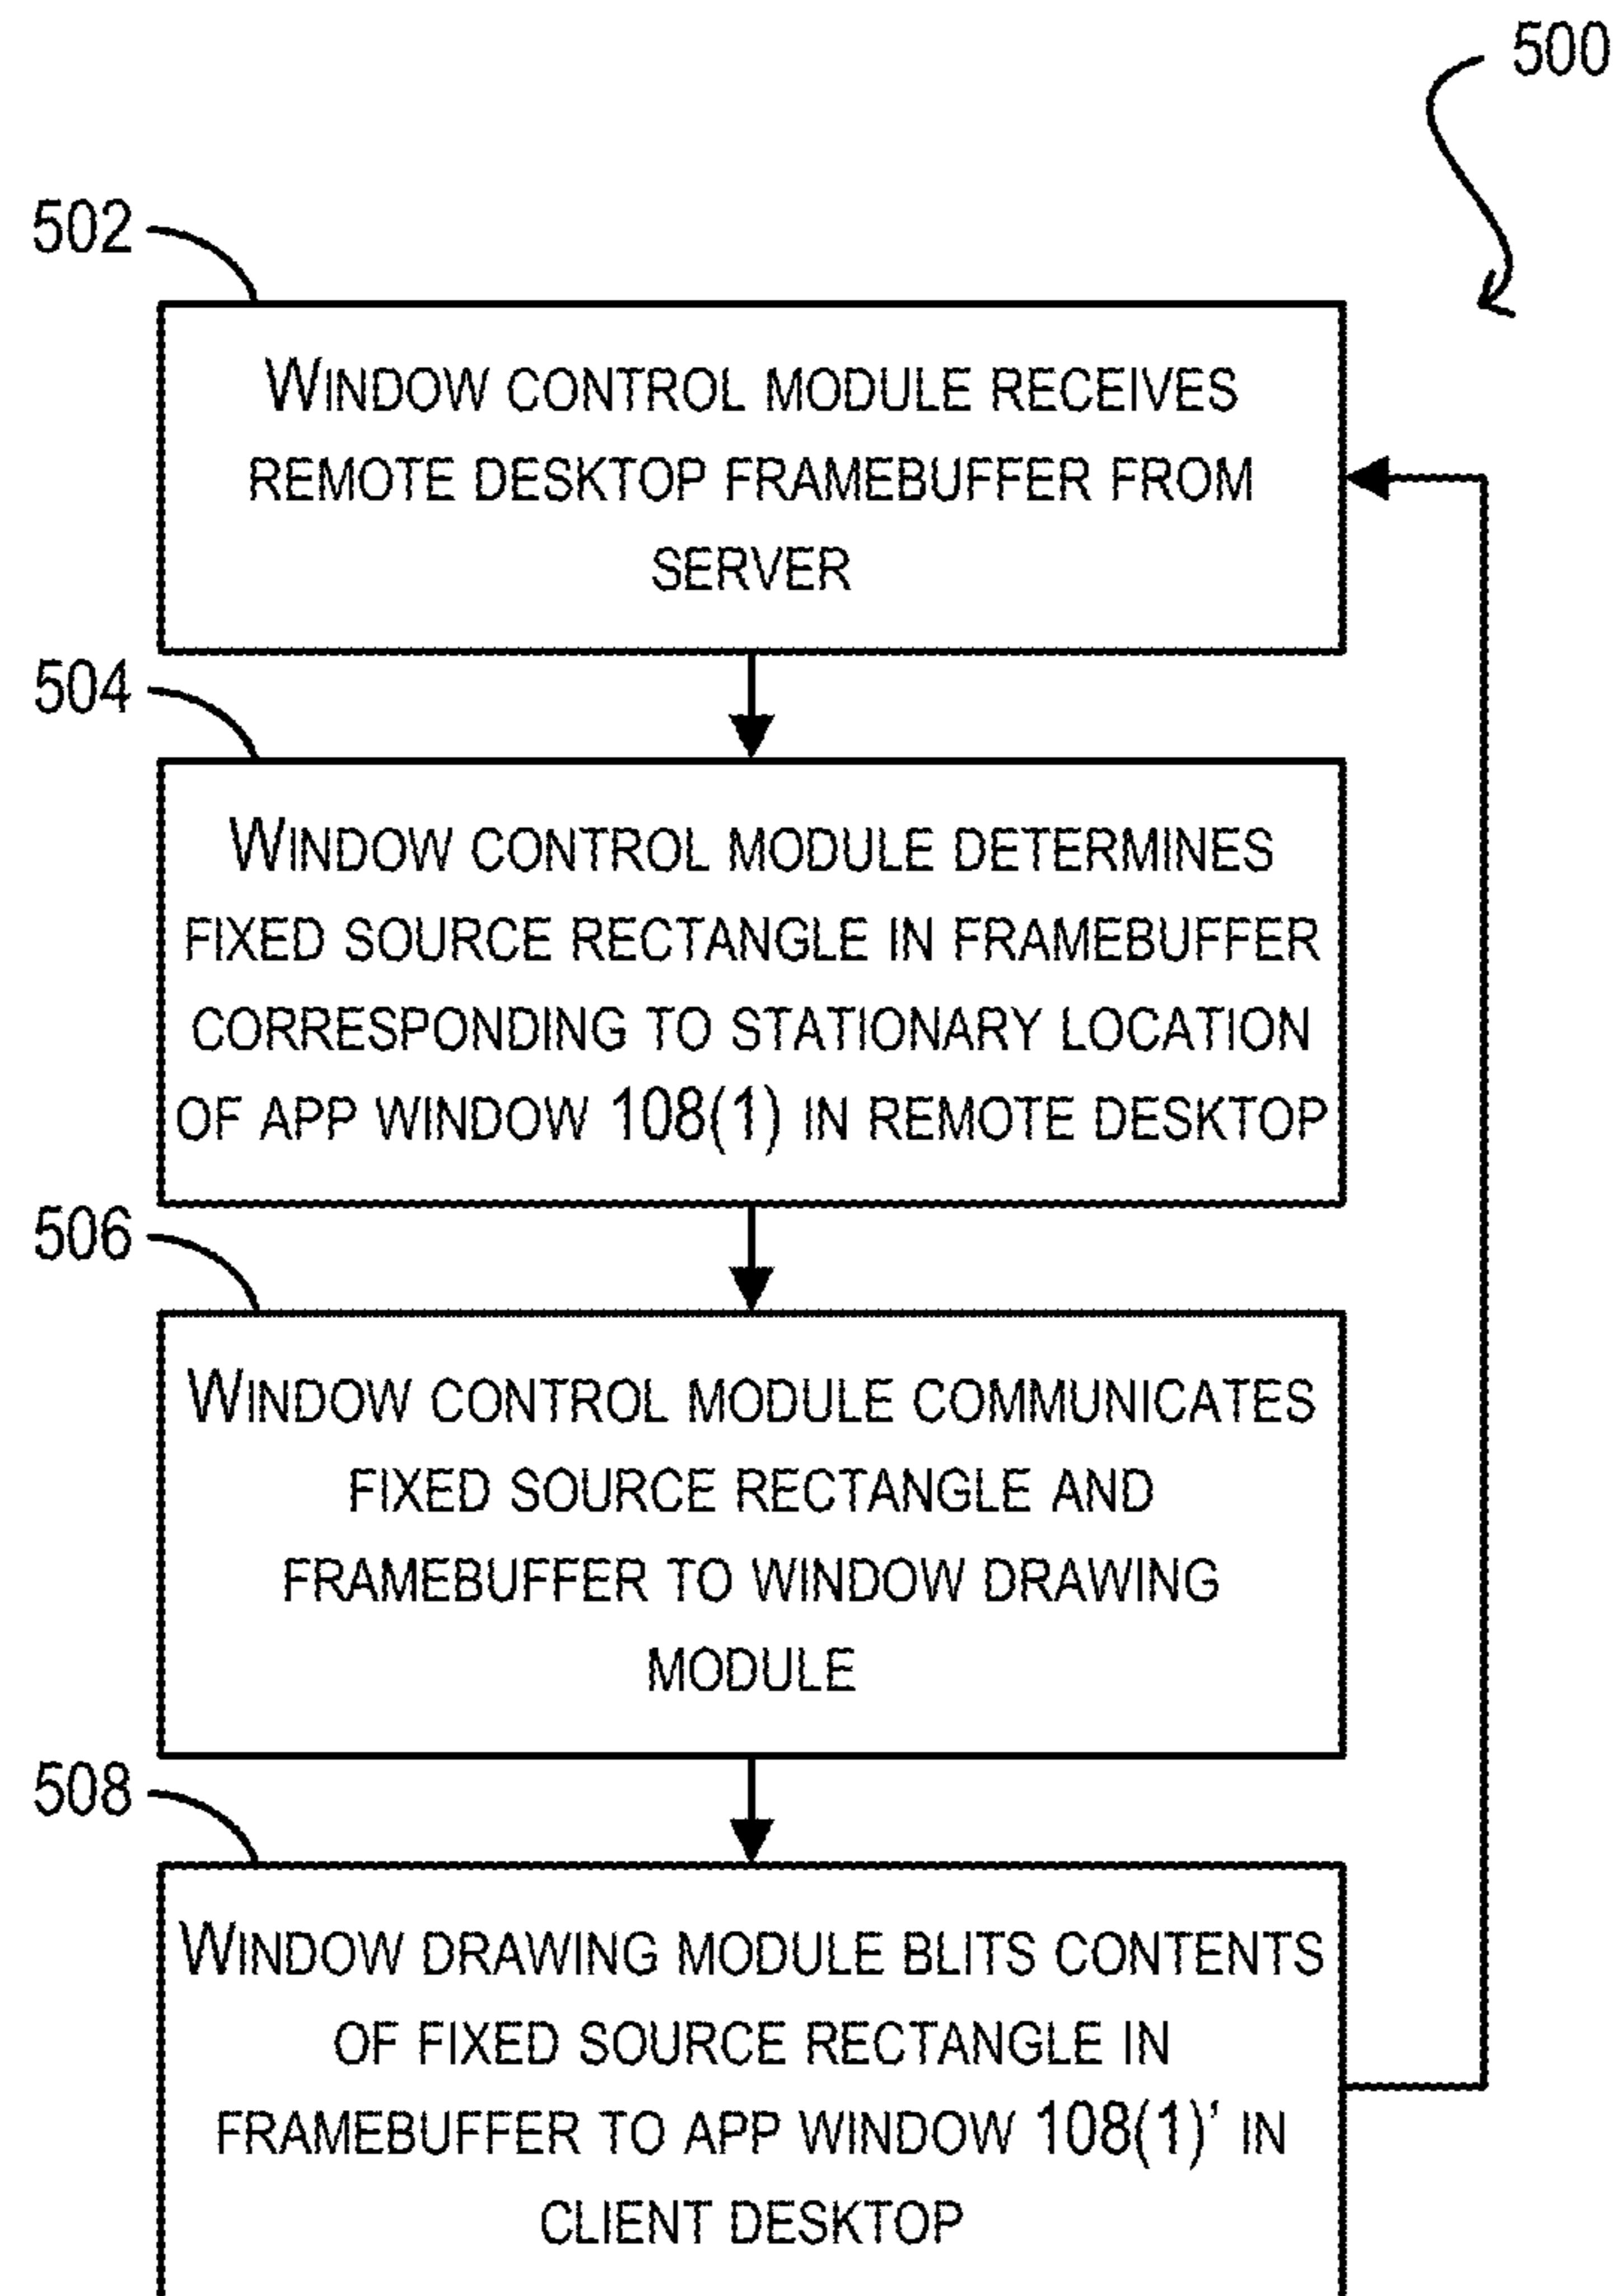 500
502
WINDOW CONTROL MODULE RECEIVES
REMOTE DESKTOP FRAMEBUFFER FROM
SERVER
504
WINDOW CONTROL MODULE DETERMINES
FIXED SOURCE RECTANGLE IN FRAMEBUFFER
CORRESPONDING TO STATIONARY LOCATION
OF APP WINDOW 108(1) IN REMOTE DESKTOP
506
WINDOW CONTROL MODULE COMMUNICATES
FIXED SOURCE RECTANGLE AND
FRAMEBUFFER TO WINDOW DRAWING
MODULE
508
WINDOW DRAWING MODULE BLITS CONTENTS
OF FIXED SOURCE RECTANGLE IN
FRAMEBUFFER TO APP WINDOW 108(1)' IN
CLIENT DESKTOP